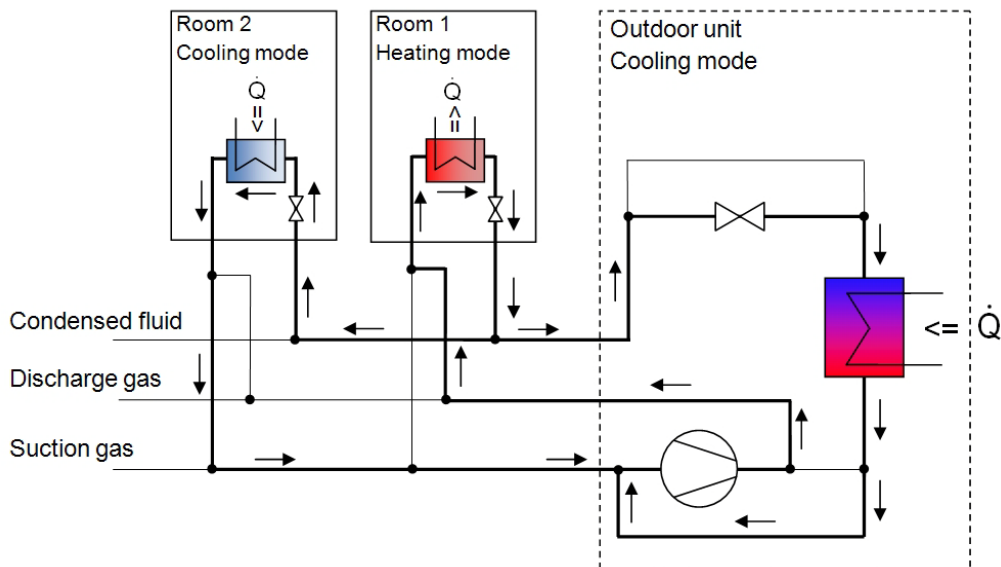 Room 2
Cooling mode
Q̇
=>
Room 1
Heating mode
Q̇
<=
Outdoor unit
Cooling mode
<= Q̇
Condensed fluid
Discharge gas
Suction gas